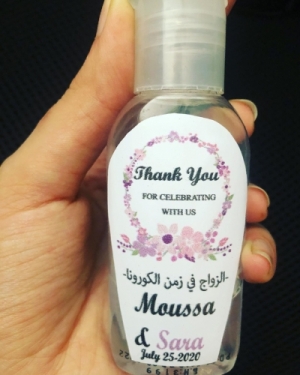 Thank You
FOR CELEBRATING
WITH US
-الزواج في زمن الكورونا-
Moussa
& Sara
July 25-2020